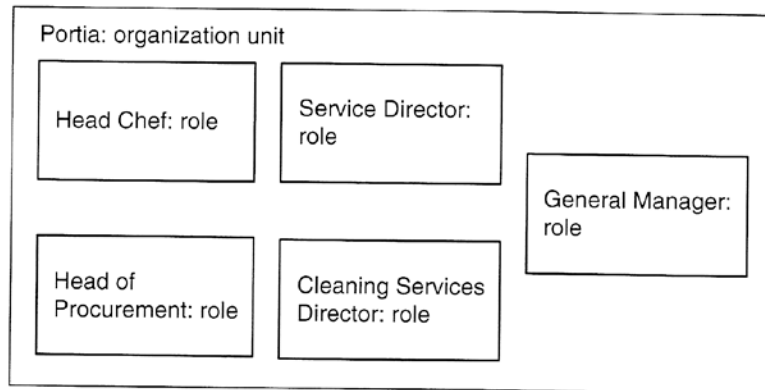 Portia: organization unit
Head Chef: role
Service Director:
role
General Manager:
role
Head of
Procurement: role
Cleaning Services
Director: role